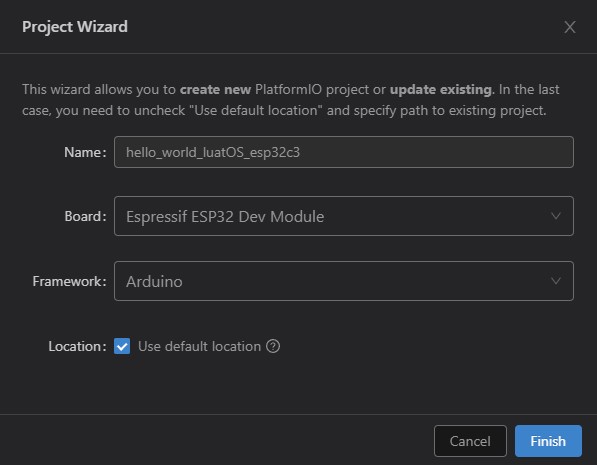 Project Wizard
This wizard allows you to create new PlatformIO project or update existing. In the last
case, you need to uncheck "Use default location" and specify path to existing project.
Name: hello_world_luatOS_esp32c3
Board: Espressif ESP32 Dev Module
Framework: Arduino
Location: Use default location
Cancel Finish